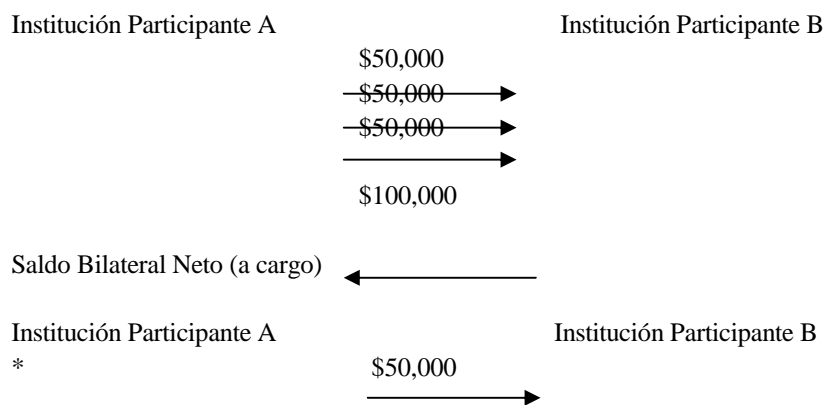 Institución Participante A Institución Participante B
$50,000
$50,000
$50,000
$100,000
Saldo Bilateral Neto (a cargo)
Institución Participante A Institución Participante B
* $50,000